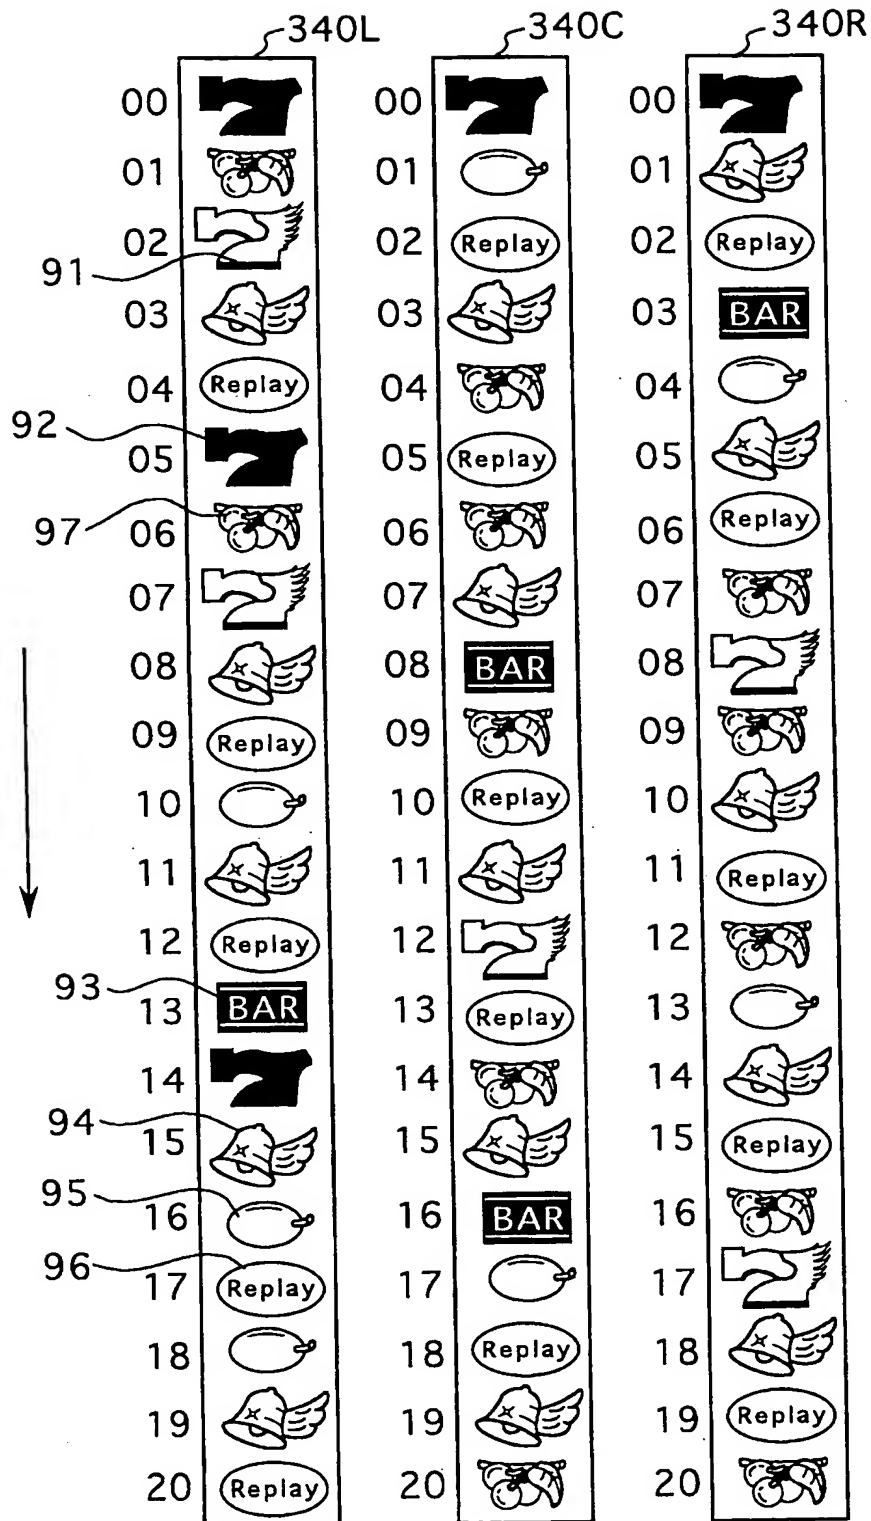 340L 340C 340R
00 00 00
01 01 01
02 Replay 02 Replay
02
91
03 03 03 BAR
04 Replay 04 04
92
05 05 Replay 05
97
06 06 06 Replay
07 07 07
08 08 BAR 08
09 Replay 09 09
10 10 Replay 10
11 11 11 Replay
12 Replay 12 12
93
13 BAR 13 Replay 13
14 14 14
94
15 15 15 Replay
95
16 16 BAR 16
96
17 Replay 17 17
18 18 Replay 18
19 19 19 Replay
20 Replay 20 20